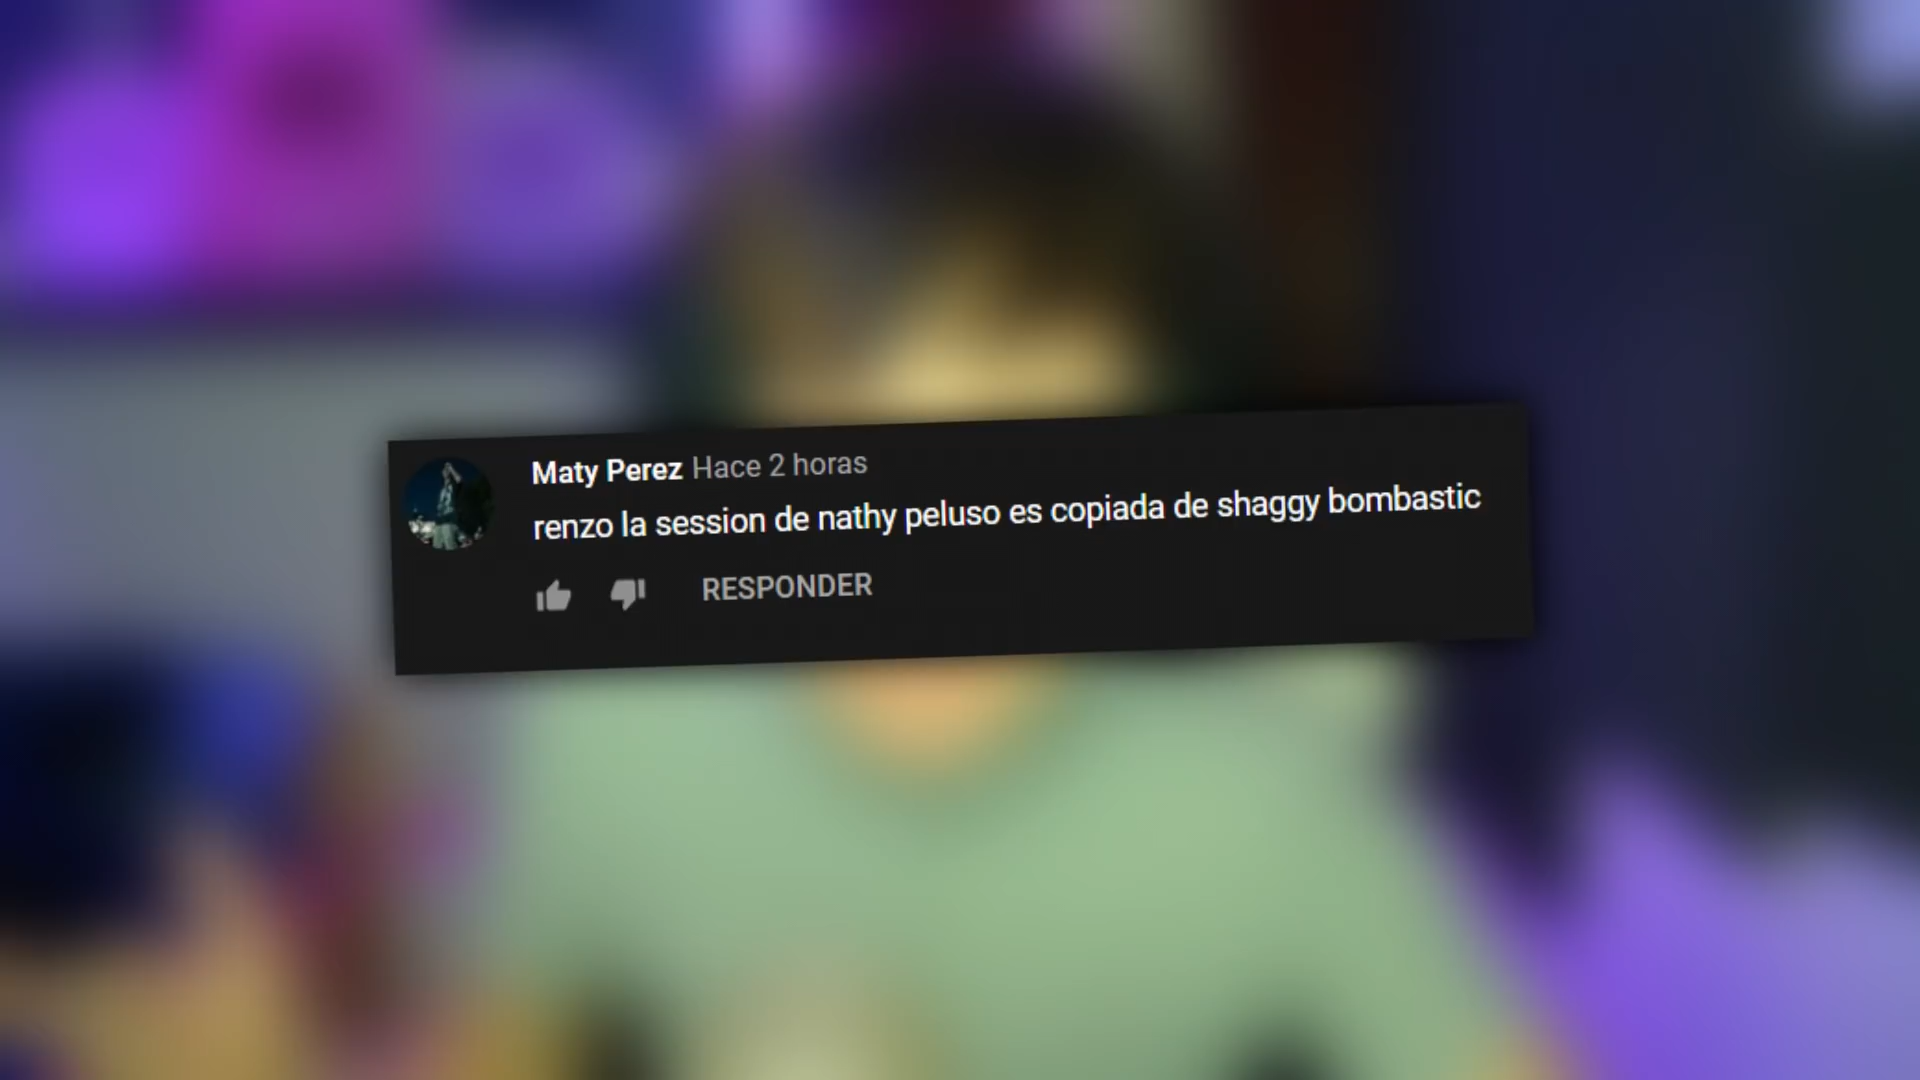 Maty Perez Hace 2 horas
renzo la session de nathy peluso es copiada de shaggy bombastic
RESPONDER